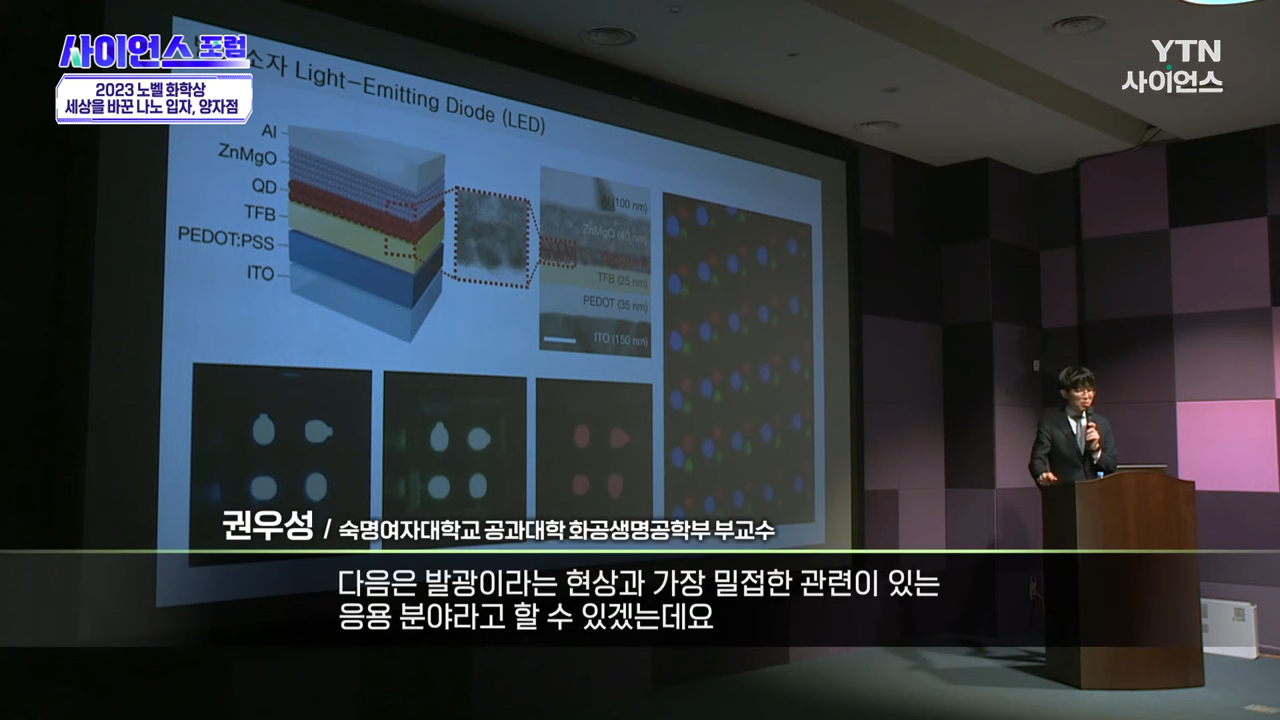 사이언스 포럼
2023 노벨 화학상
세상을 바꾼 나노 입자, 양자점
YTN
사이언스
소자 Light-Emitting Diode (LED)
Al
ZnMgO
QD
TFB
PEDOT:PSS
ITO
(100 nm)
ZnMgO (40 nm)
TFB (25 nm)
PEDOT (35 nm)
ITO (150 nm)
권우성 / 숙명여자대학교 공과대학 화공생명공학부 부교수
다음은 발광이라는 현상과 가장 밀접한 관련이 있는
응용 분야라고 할 수 있겠는데요